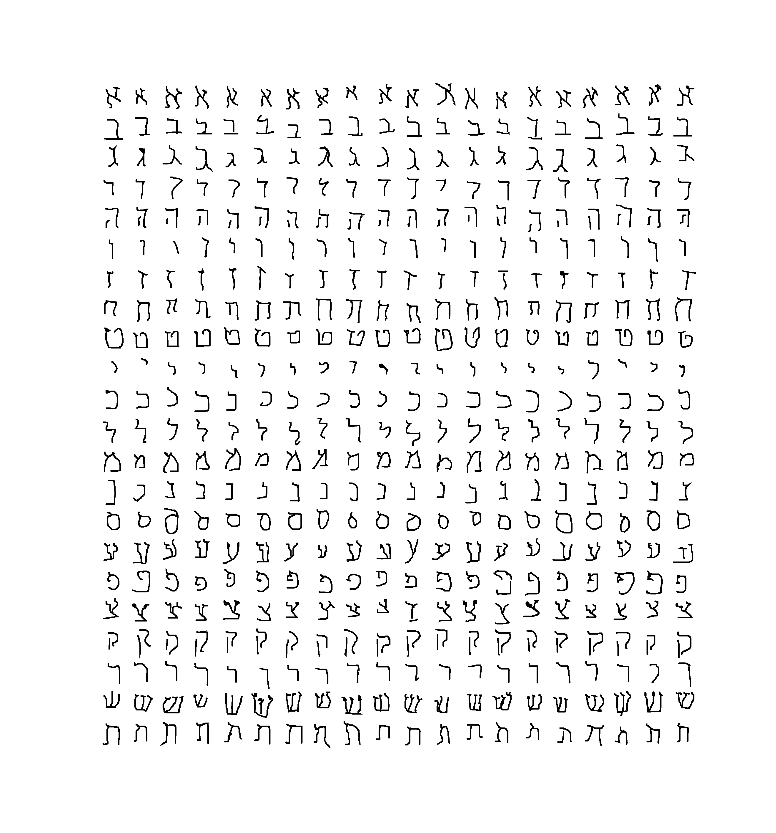 א א א א א א א א א א א א א א א א א א א א
ב ב ב ב ב ב ב ב ב ב ב ב ב ב ב ב ב ב ב ב
ג ג ג ג ג ג ג ג ג ג ג ג ג ג ג ג ג ג ג ג
ד ד ד ד ד ד ד ד ד ד ד ד ד ד ד ד ד ד ד ד
ה ה ה ה ה ה ה ה ה ה ה ה ה ה ה ה ה ה ה ה
ו ו ו ו ו ו ו ו ו ו ו ו ו ו ו ו ו ו ו ו
ז ז ז ז ז ז ז ז ז ז ז ז ז ז ז ז ז ז ז ז
ח ח ח ח ח ח ח ח ח ח ח ח ח ח ח ח ח ח ח ח
ט ט ט ט ט ט ט ט ט ט ט ט ט ט ט ט ט ט ט ט
י י י י י י י י י י י י י י י י י י י י
כ כ כ כ כ כ כ כ כ כ כ כ כ כ כ כ כ כ כ כ
ל ל ל ל ל ל ל ל ל ל ל ל ל ל ל ל ל ל ל ל
מ מ מ מ מ מ מ מ מ מ מ מ מ מ מ מ מ מ מ מ
נ נ נ נ נ נ נ נ נ נ נ נ נ נ נ נ נ נ נ נ
ס ס ס ס ס ס ס ס ס ס ס ס ס ס ס ס ס ס ס ס
ע ע ע ע ע ע ע ע ע ע ע ע ע ע ע ע ע ע ע ע
פ פ פ פ פ פ פ פ פ פ פ פ פ פ פ פ פ פ פ פ
צ צ צ צ צ צ צ צ צ צ צ צ צ צ צ צ צ צ צ צ
ק ק ק ק ק ק ק ק ק ק ק ק ק ק ק ק ק ק ק ק
ר ר ר ר ר ר ר ר ר ר ר ר ר ר ר ר ר ר ר ר
ש ש ש ש ש ש ש ש ש ש ש ש ש ש ש ש ש ש ש ש
ת ת ת ת ת ת ת ת ת ת ת ת ת ת ת ת ת ת ת ת